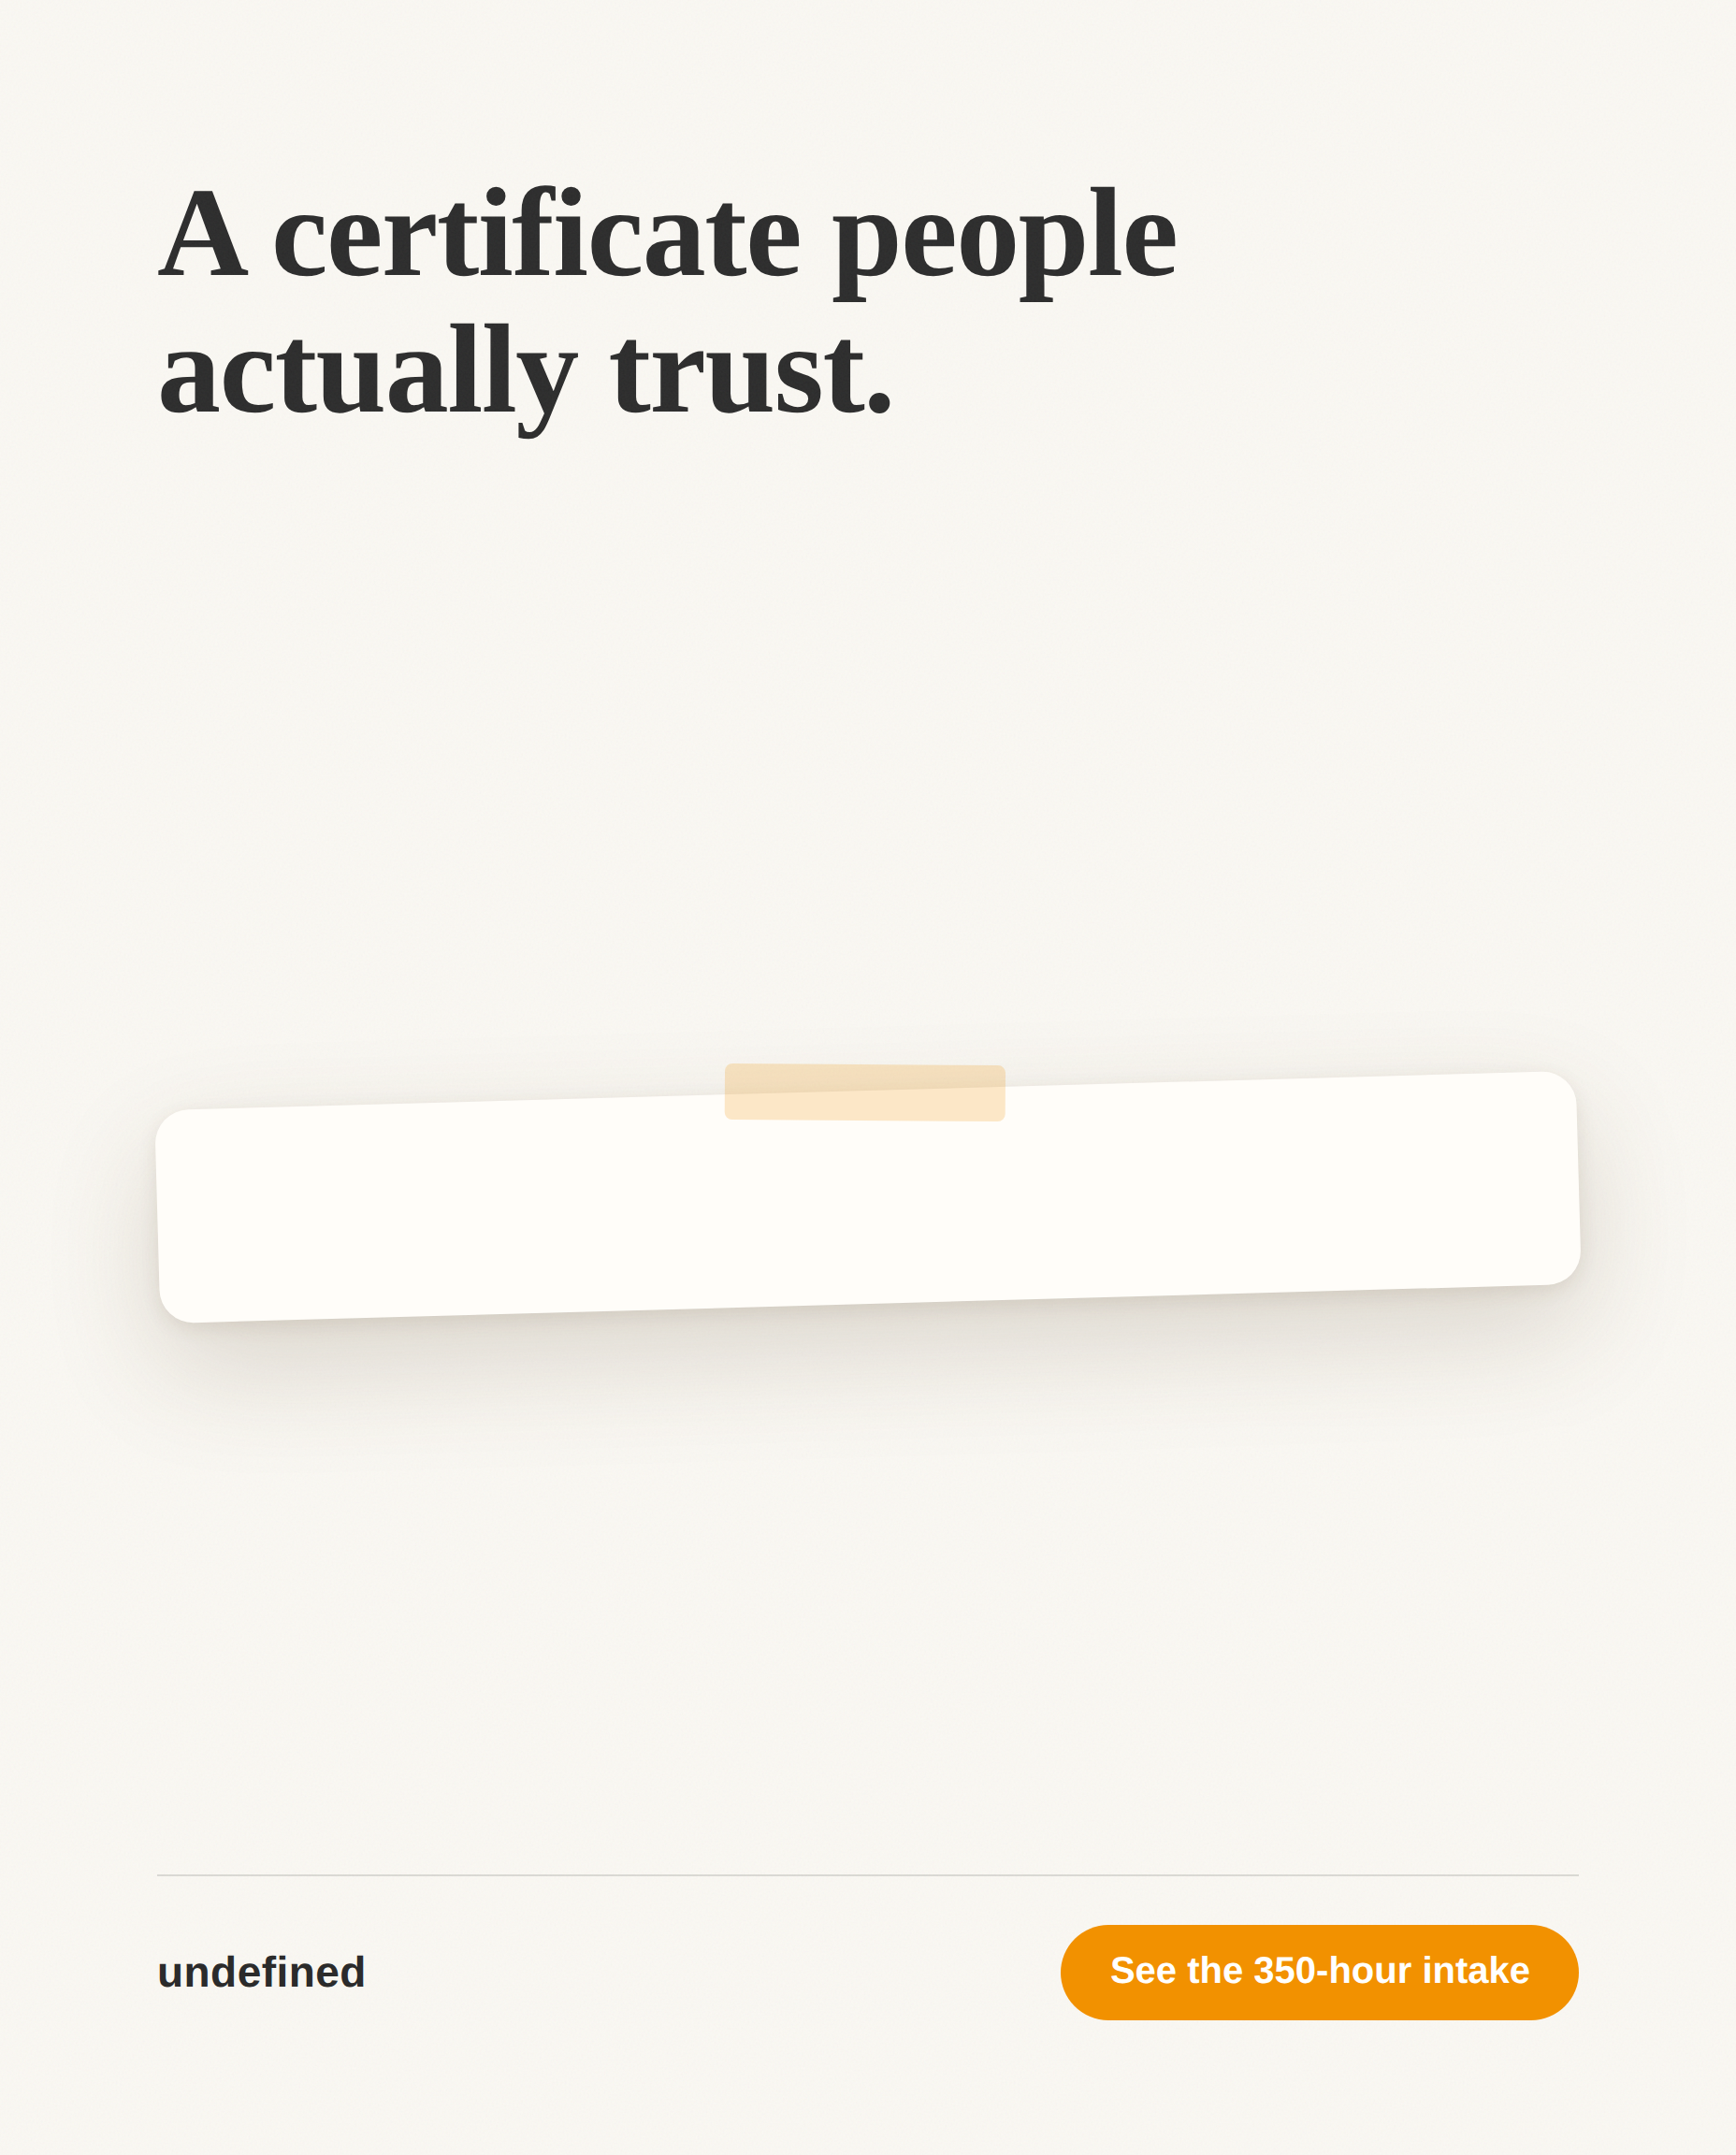 A certificate people
actually trust.
undefined
See the 350-hour intake